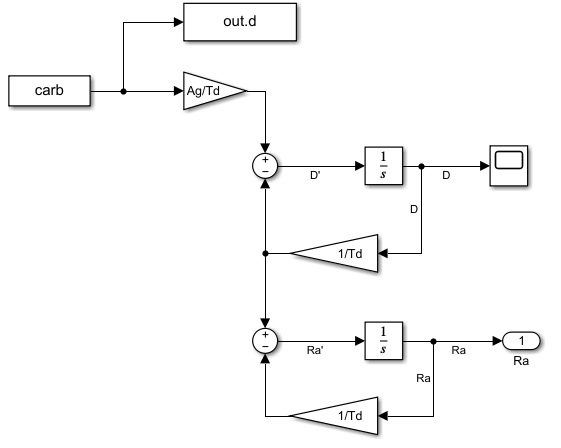 out.d
carb
Ag/Td
+
−
D'
1
s
D
D
1/Td
+
−
Ra'
1
s
Ra
1
Ra
Ra
1/Td